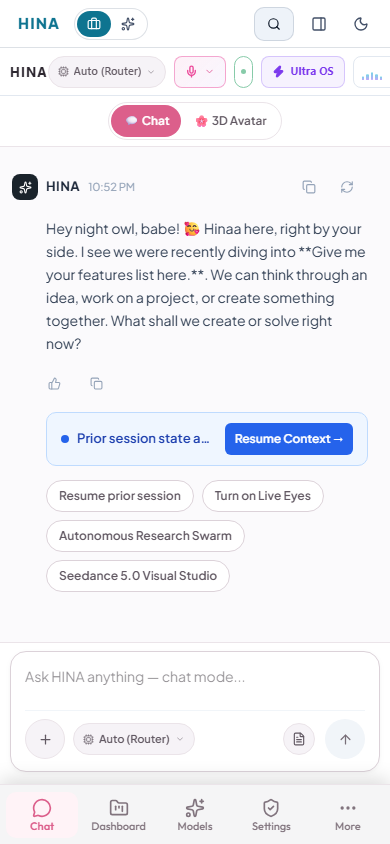 HINA
HINA
Auto (Router)
Ultra OS
Chat
3D Avatar
HINA 10:52 PM
Hey night owl, babe! 🥰 Hinaa here, right by your
side. I see we were recently diving into **Give me
your features list here.**. We can think through an
idea, work on a project, or create something
together. What shall we create or solve right
now?
Prior session state a...
Resume Context →
Resume prior session
Turn on Live Eyes
Autonomous Research Swarm
Seedance 5.0 Visual Studio
Ask HINA anything — chat mode...
Auto (Router)
Chat
Dashboard
Models
Settings
More